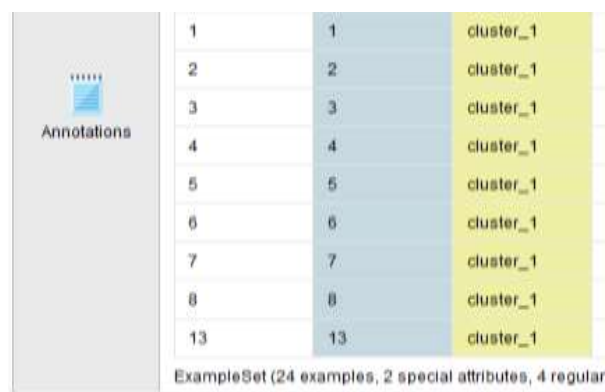 1 1 cluster_1
2 2 cluster_1
3 3 cluster_1
Annotations
4 4 cluster_1
5 5 cluster_1
6 6 cluster_1
7 7 cluster_1
8 8 cluster_1
13 13 cluster_1
ExampleSet (24 examples, 2 special attributes, 4 regular